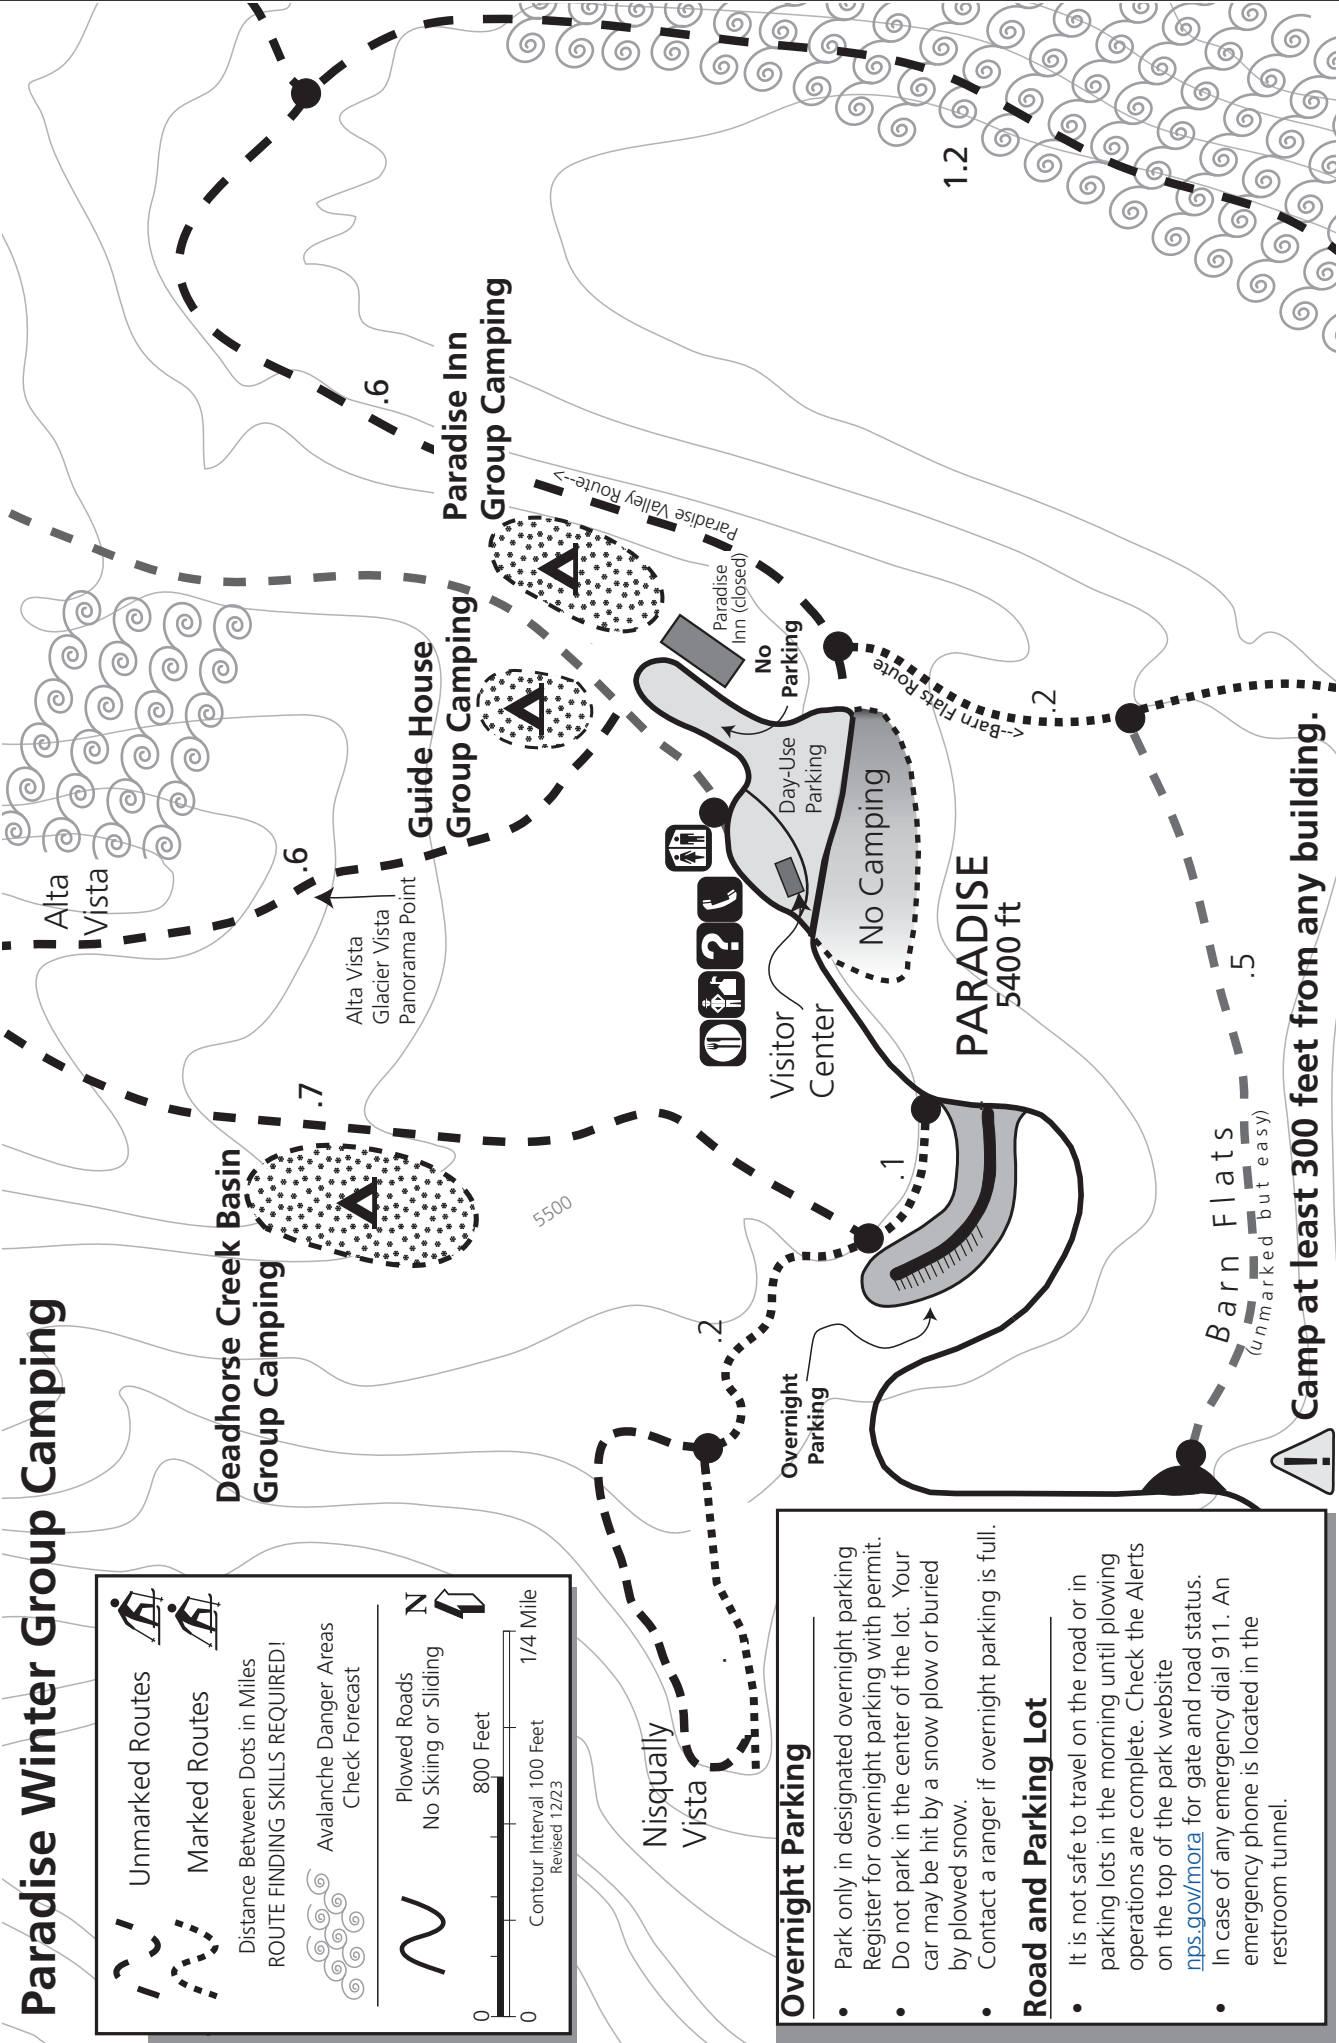 Paradise Winter Group Camping
Unmarked Routes
Marked Routes
Distance Between Dots in Miles
ROUTE FINDING SKILLS REQUIRED!
Avalanche Danger Areas
Check Forecast
Plowed Roads
No Skiing or Sliding
N
0
800 Feet
0
1/4 Mile
Contour Interval 100 Feet
Revised 12/23
Deadhorse Creek Basin
Group Camping
.7
Alta
Vista
.6
Alta Vista
Glacier Vista
Panorama Point
Guide House
Group Camping
Paradise Inn
Group Camping
.6
1.2
5500
Nisqually
Vista
.2
.1
Paradise Valley Route-->
Paradise
Inn (closed)
No
Parking
Day-Use
Parking
No Camping
?
Visitor
Center
PARADISE
5400 ft
<--Barn Flats Route
.2
.5
Barn Flats
(unmarked but easy)
Overnight
Parking
!
Camp at least 300 feet from any building.
Overnight Parking
• Park only in designated overnight parking
Register for overnight parking with permit.
• Do not park in the center of the lot. Your
car may be hit by a snow plow or buried
by plowed snow.
• Contact a ranger if overnight parking is full.
Road and Parking Lot
• It is not safe to travel on the road or in
parking lots in the morning until plowing
operations are complete. Check the Alerts
on the top of the park website
nps.gov/mora for gate and road status.
• In case of any emergency dial 911. An
emergency phone is located in the
restroom tunnel.